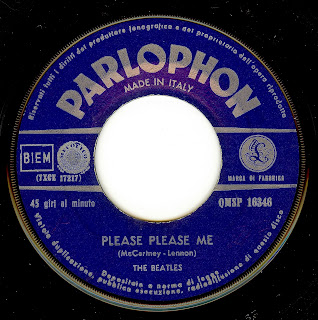 Riservati tutti i diritti del produttore fonografico e del proprietario dell'opera riprodotta
PARLOPHON
MADE IN ITALY
BIEM
(7XCE 17217)
MARCA DI FABBRICA
45 giri al minuto
QMSP 16346
PLEASE PLEASE ME
(McCartney - Lennon)
THE BEATLES
Depositato a norma di legge
Vietate duplicazione, pubblica esecuzione, radiodiffusione di questo disco